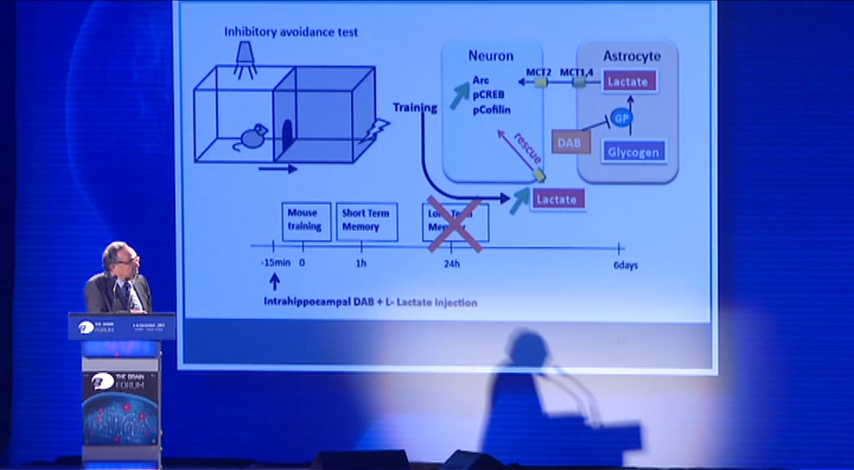 Inhibitory avoidance test
Neuron
Astrocyte
MCT2
MCT1,4
Lactate
Arc
pCREB
pCofilin
Training
GP
DAB
rescue
Glycogen
Lactate
Mouse
training
Short Term
Memory
Long Term
Memory
-15min
0
1h
24h
6days
Intrahippocampal DAB + L- Lactate injection
THE BRAIN
FORUM
THE BRAIN
FORUM